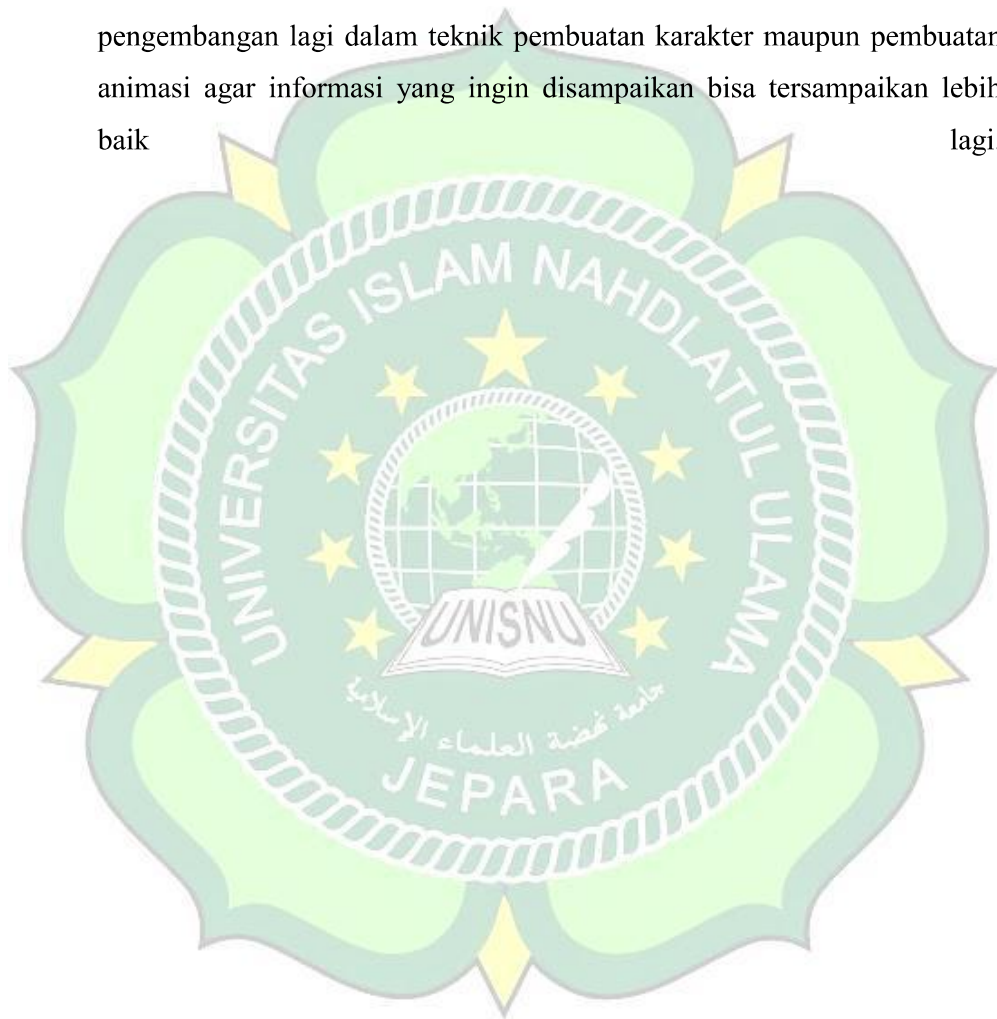 pengembangan lagi dalam teknik pembuatan karakter maupun pembuatan
animasi agar informasi yang ingin disampaikan bisa tersampaikan lebih
baik lagi.
UNIVERSITAS ISLAM NAHDLATUL ULAMA
UNISNU
جامعة نهضة العلماء الإسلامية
JEPARA